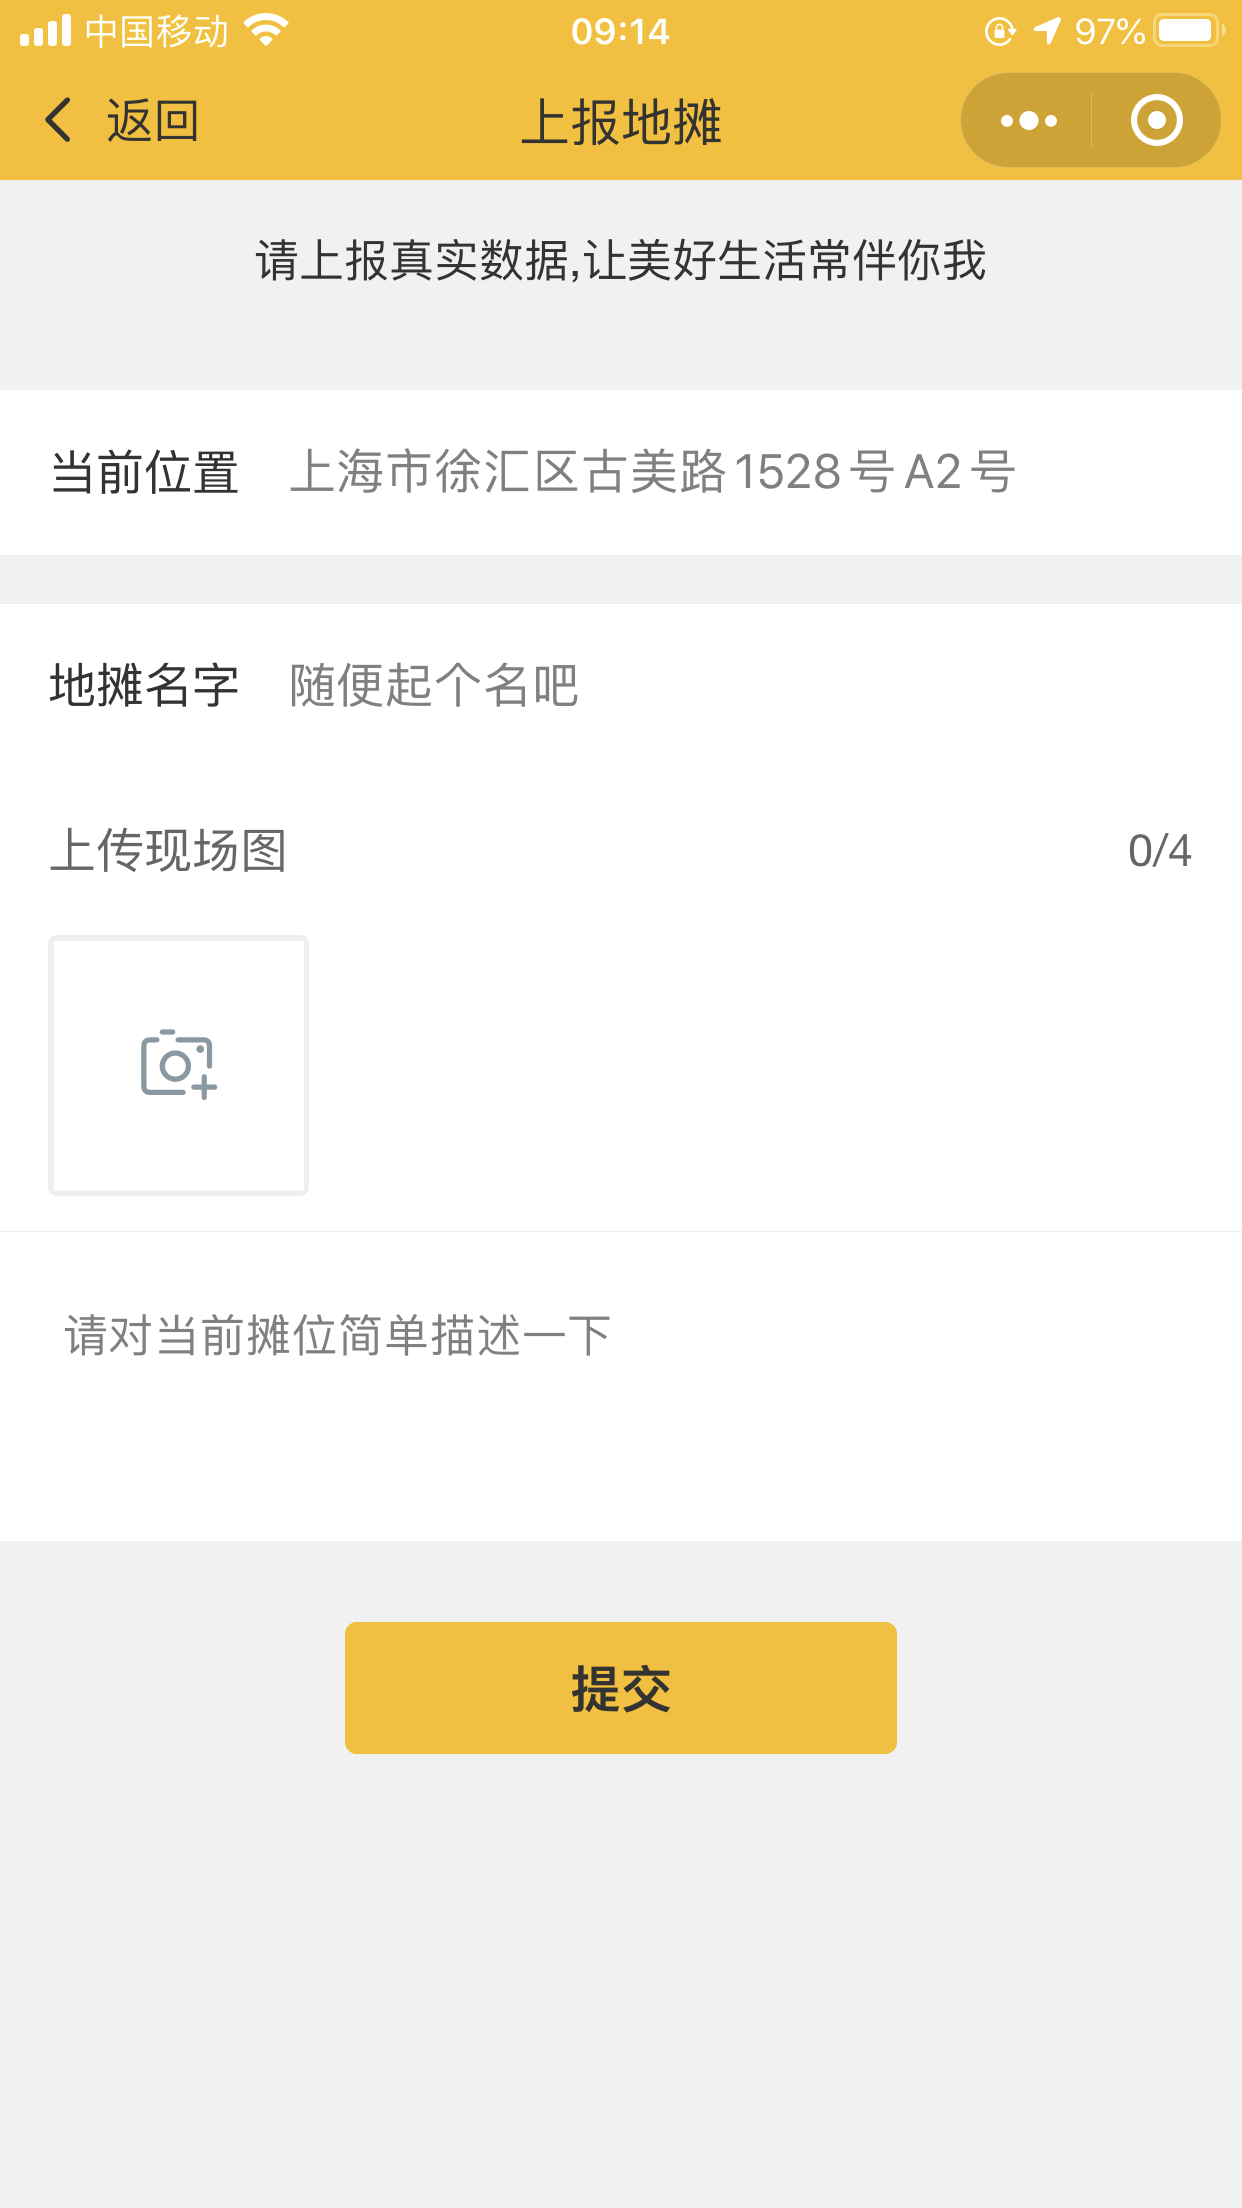 中国移动 09:14 97%
返回 上报地摊
请上报真实数据,让美好生活常伴你我
当前位置 上海市徐汇区古美路1528号A2号
地摊名字 随便起个名吧
上传现场图 0/4
请对当前摊位简单描述一下
提交